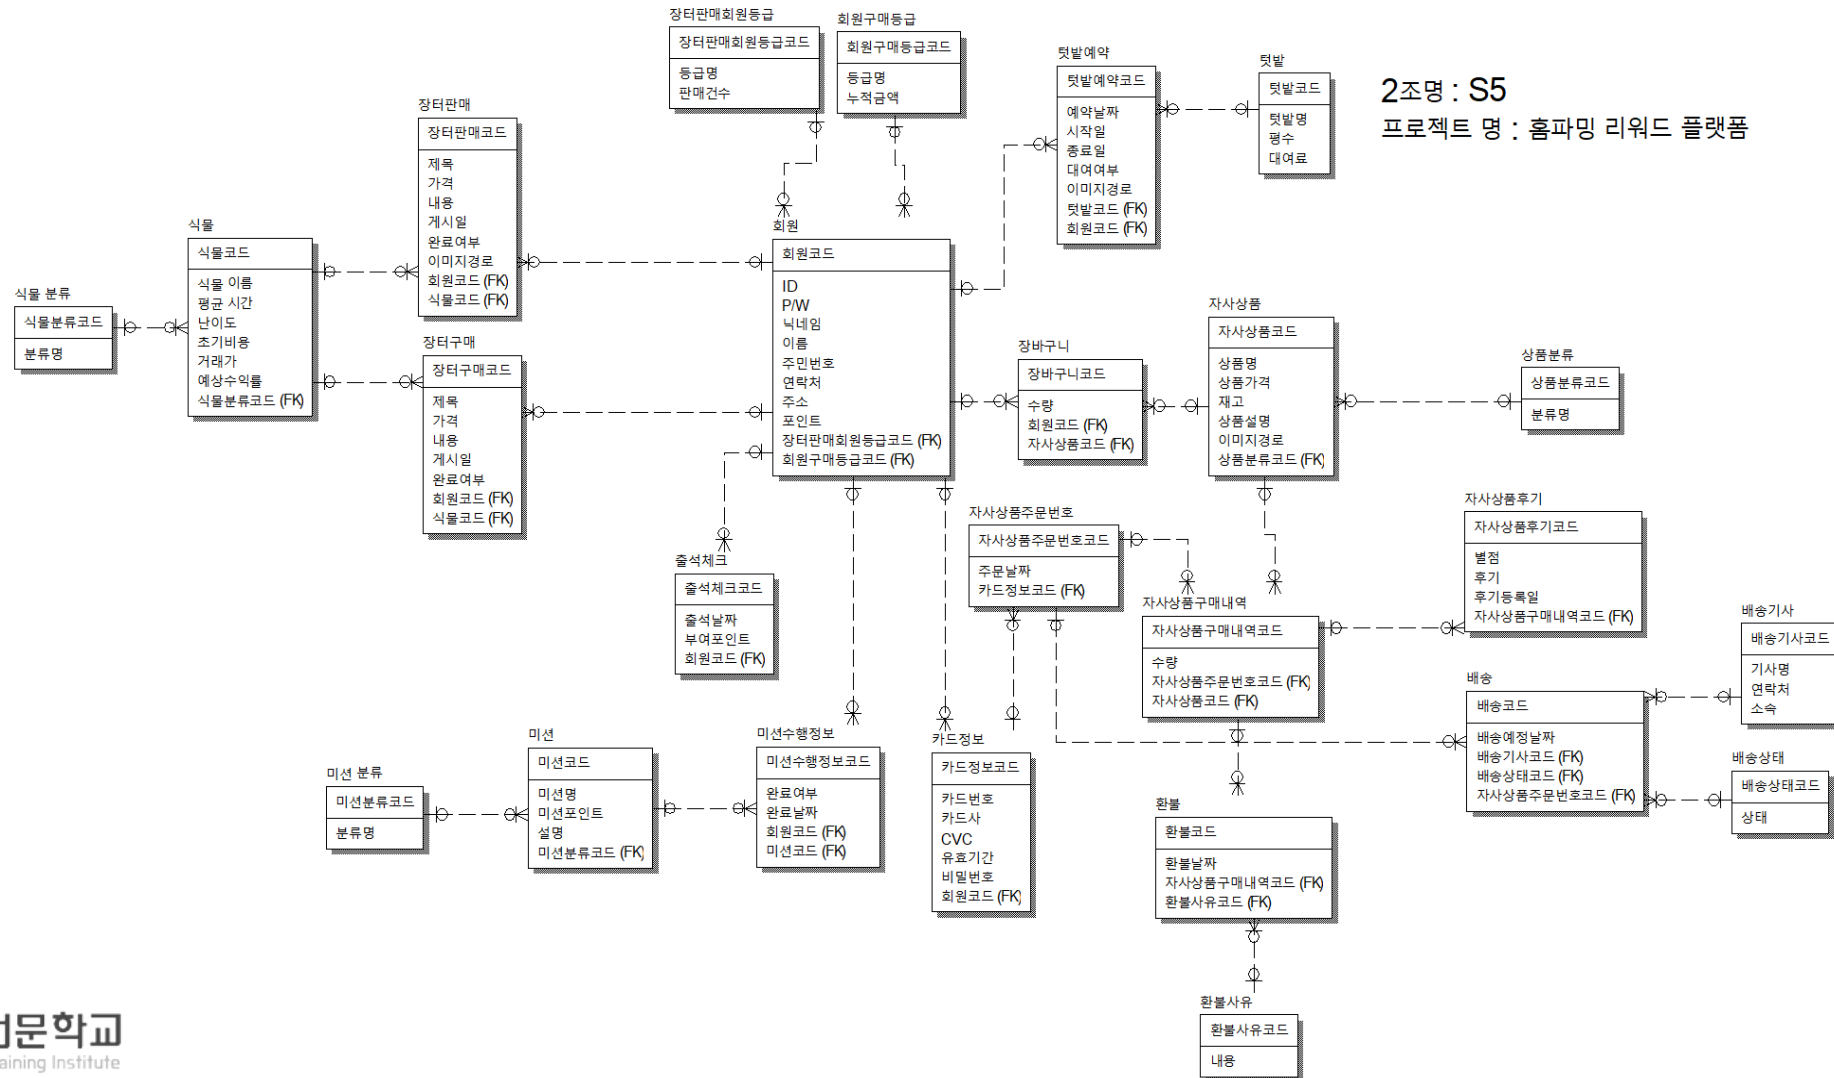 2조명 : S5
프로젝트 명 : 홈파밍 리워드 플랫폼
장터판매회원등급
장터판매회원등급코드
등급명
판매건수
회원구매등급
회원구매등급코드
등급명
누적금액
텃밭예약
텃밭예약코드
예약날짜
시작일
종료일
대여여부
이미지경로
텃밭코드 (FK)
회원코드 (FK)
텃밭
텃밭코드
텃밭명
평수
대여료
장터판매
장터판매코드
제목
가격
내용
게시일
완료여부
이미지경로
회원코드 (FK)
식물코드 (FK)
식물
식물코드
식물 이름
평균 시간
난이도
초기비용
거래가
예상수익률
식물분류코드 (FK)
식물 분류
식물분류코드
분류명
장터구매
장터구매코드
제목
가격
내용
게시일
완료여부
회원코드 (FK)
식물코드 (FK)
회원
회원코드
ID
P/W
닉네임
이름
주민번호
연락처
주소
포인트
장터판매회원등급코드 (FK)
회원구매등급코드 (FK)
장바구니
장바구니코드
수량
회원코드 (FK)
자사상품코드 (FK)
자사상품
자사상품코드
상품명
상품가격
재고
상품설명
이미지경로
상품분류코드 (FK)
상품분류
상품분류코드
분류명
출석체크
출석체크코드
출석날짜
부여포인트
회원코드 (FK)
자사상품주문번호
자사상품주문번호코드
주문날짜
카드정보코드 (FK)
자사상품구매내역
자사상품구매내역코드
수량
자사상품주문번호코드 (FK)
자사상품코드 (FK)
자사상품후기
자사상품후기코드
별점
후기
후기등록일
자사상품구매내역코드 (FK)
배송기사
배송기사코드
기사명
연락처
소속
배송
배송코드
배송예정날짜
배송기사코드 (FK)
배송상태코드 (FK)
자사상품주문번호코드 (FK)
배송상태
배송상태코드
상태
미션 분류
미션분류코드
분류명
미션
미션코드
미션명
미션포인트
설명
미션분류코드 (FK)
미션수행정보
미션수행정보코드
완료여부
완료날짜
회원코드 (FK)
미션코드 (FK)
카드정보
카드정보코드
카드번호
카드사
CVC
유효기간
비밀번호
회원코드 (FK)
환불
환불코드
환불날짜
자사상품구매내역코드 (FK)
환불사유코드 (FK)
환불사유
환불사유코드
내용
문학교
aining Institute